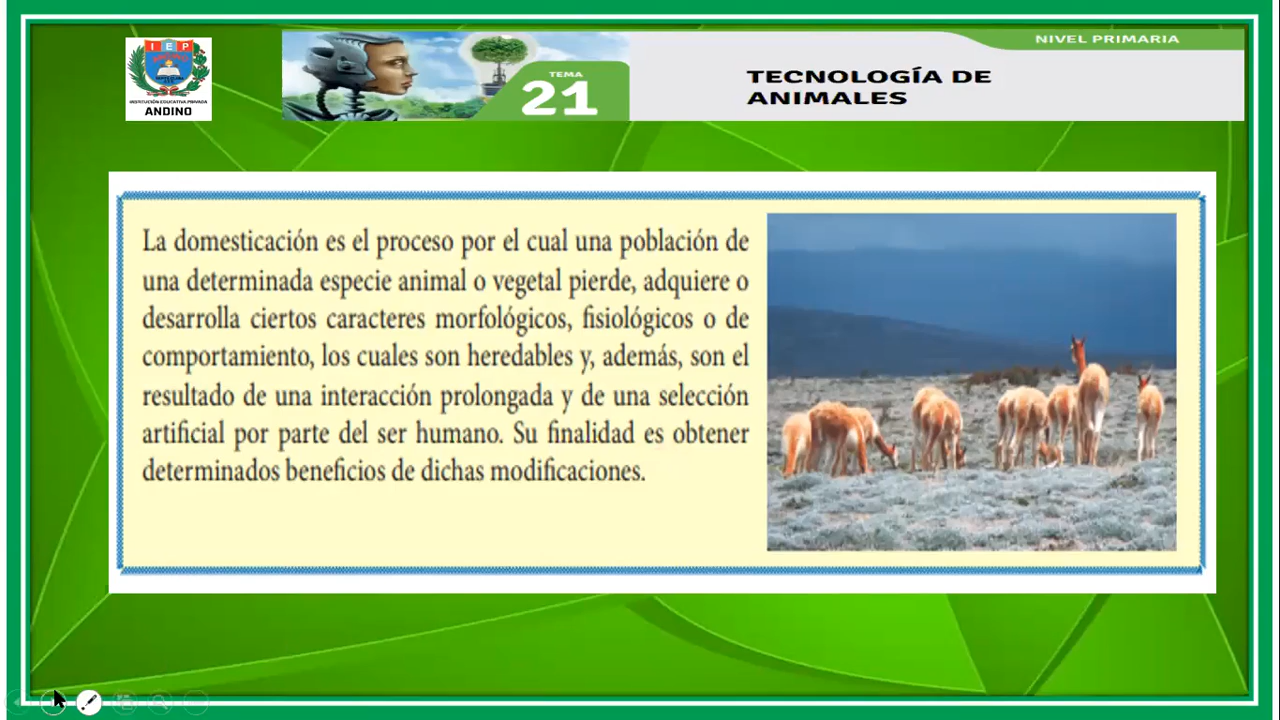 I E P
INSTITUCIÓN EDUCATIVA PRIVADA
ANDINO
TEMA
21
TECNOLOGÍA DE
ANIMALES
NIVEL PRIMARIA
La domesticación es el proceso por el cual una población de
una determinada especie animal o vegetal pierde, adquiere o
desarrolla ciertos caracteres morfológicos, fisiológicos o de
comportamiento, los cuales son heredables y, además, son el
resultado de una interacción prolongada y de una selección
artificial por parte del ser humano. Su finalidad es obtener
determinados beneficios de dichas modificaciones.